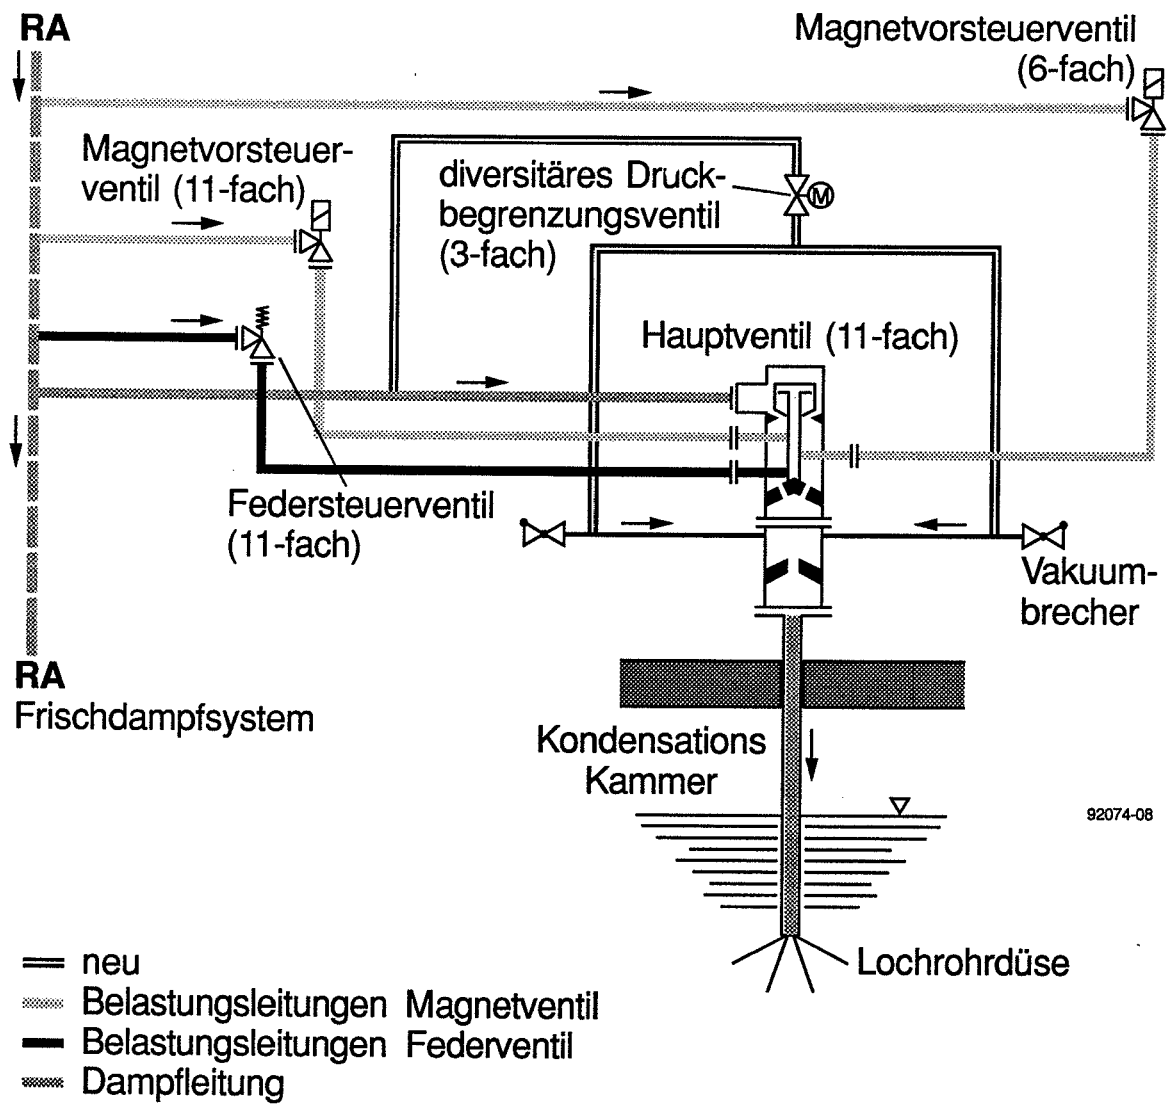 RA
Magnetvorsteuerventil
(6-fach)
Magnetvorsteuer-
ventil (11-fach)
diversitäres Druck-
begrenzungsventil
(3-fach)
M
Hauptventil (11-fach)
Federsteuerventil
(11-fach)
Vakuum-
brecher
RA
Frischdampfsystem
Kondensations
Kammer
92074-08
Lochrohrdüse
neu
Belastungsleitungen Magnetventil
Belastungsleitungen Federventil
Dampfleitung